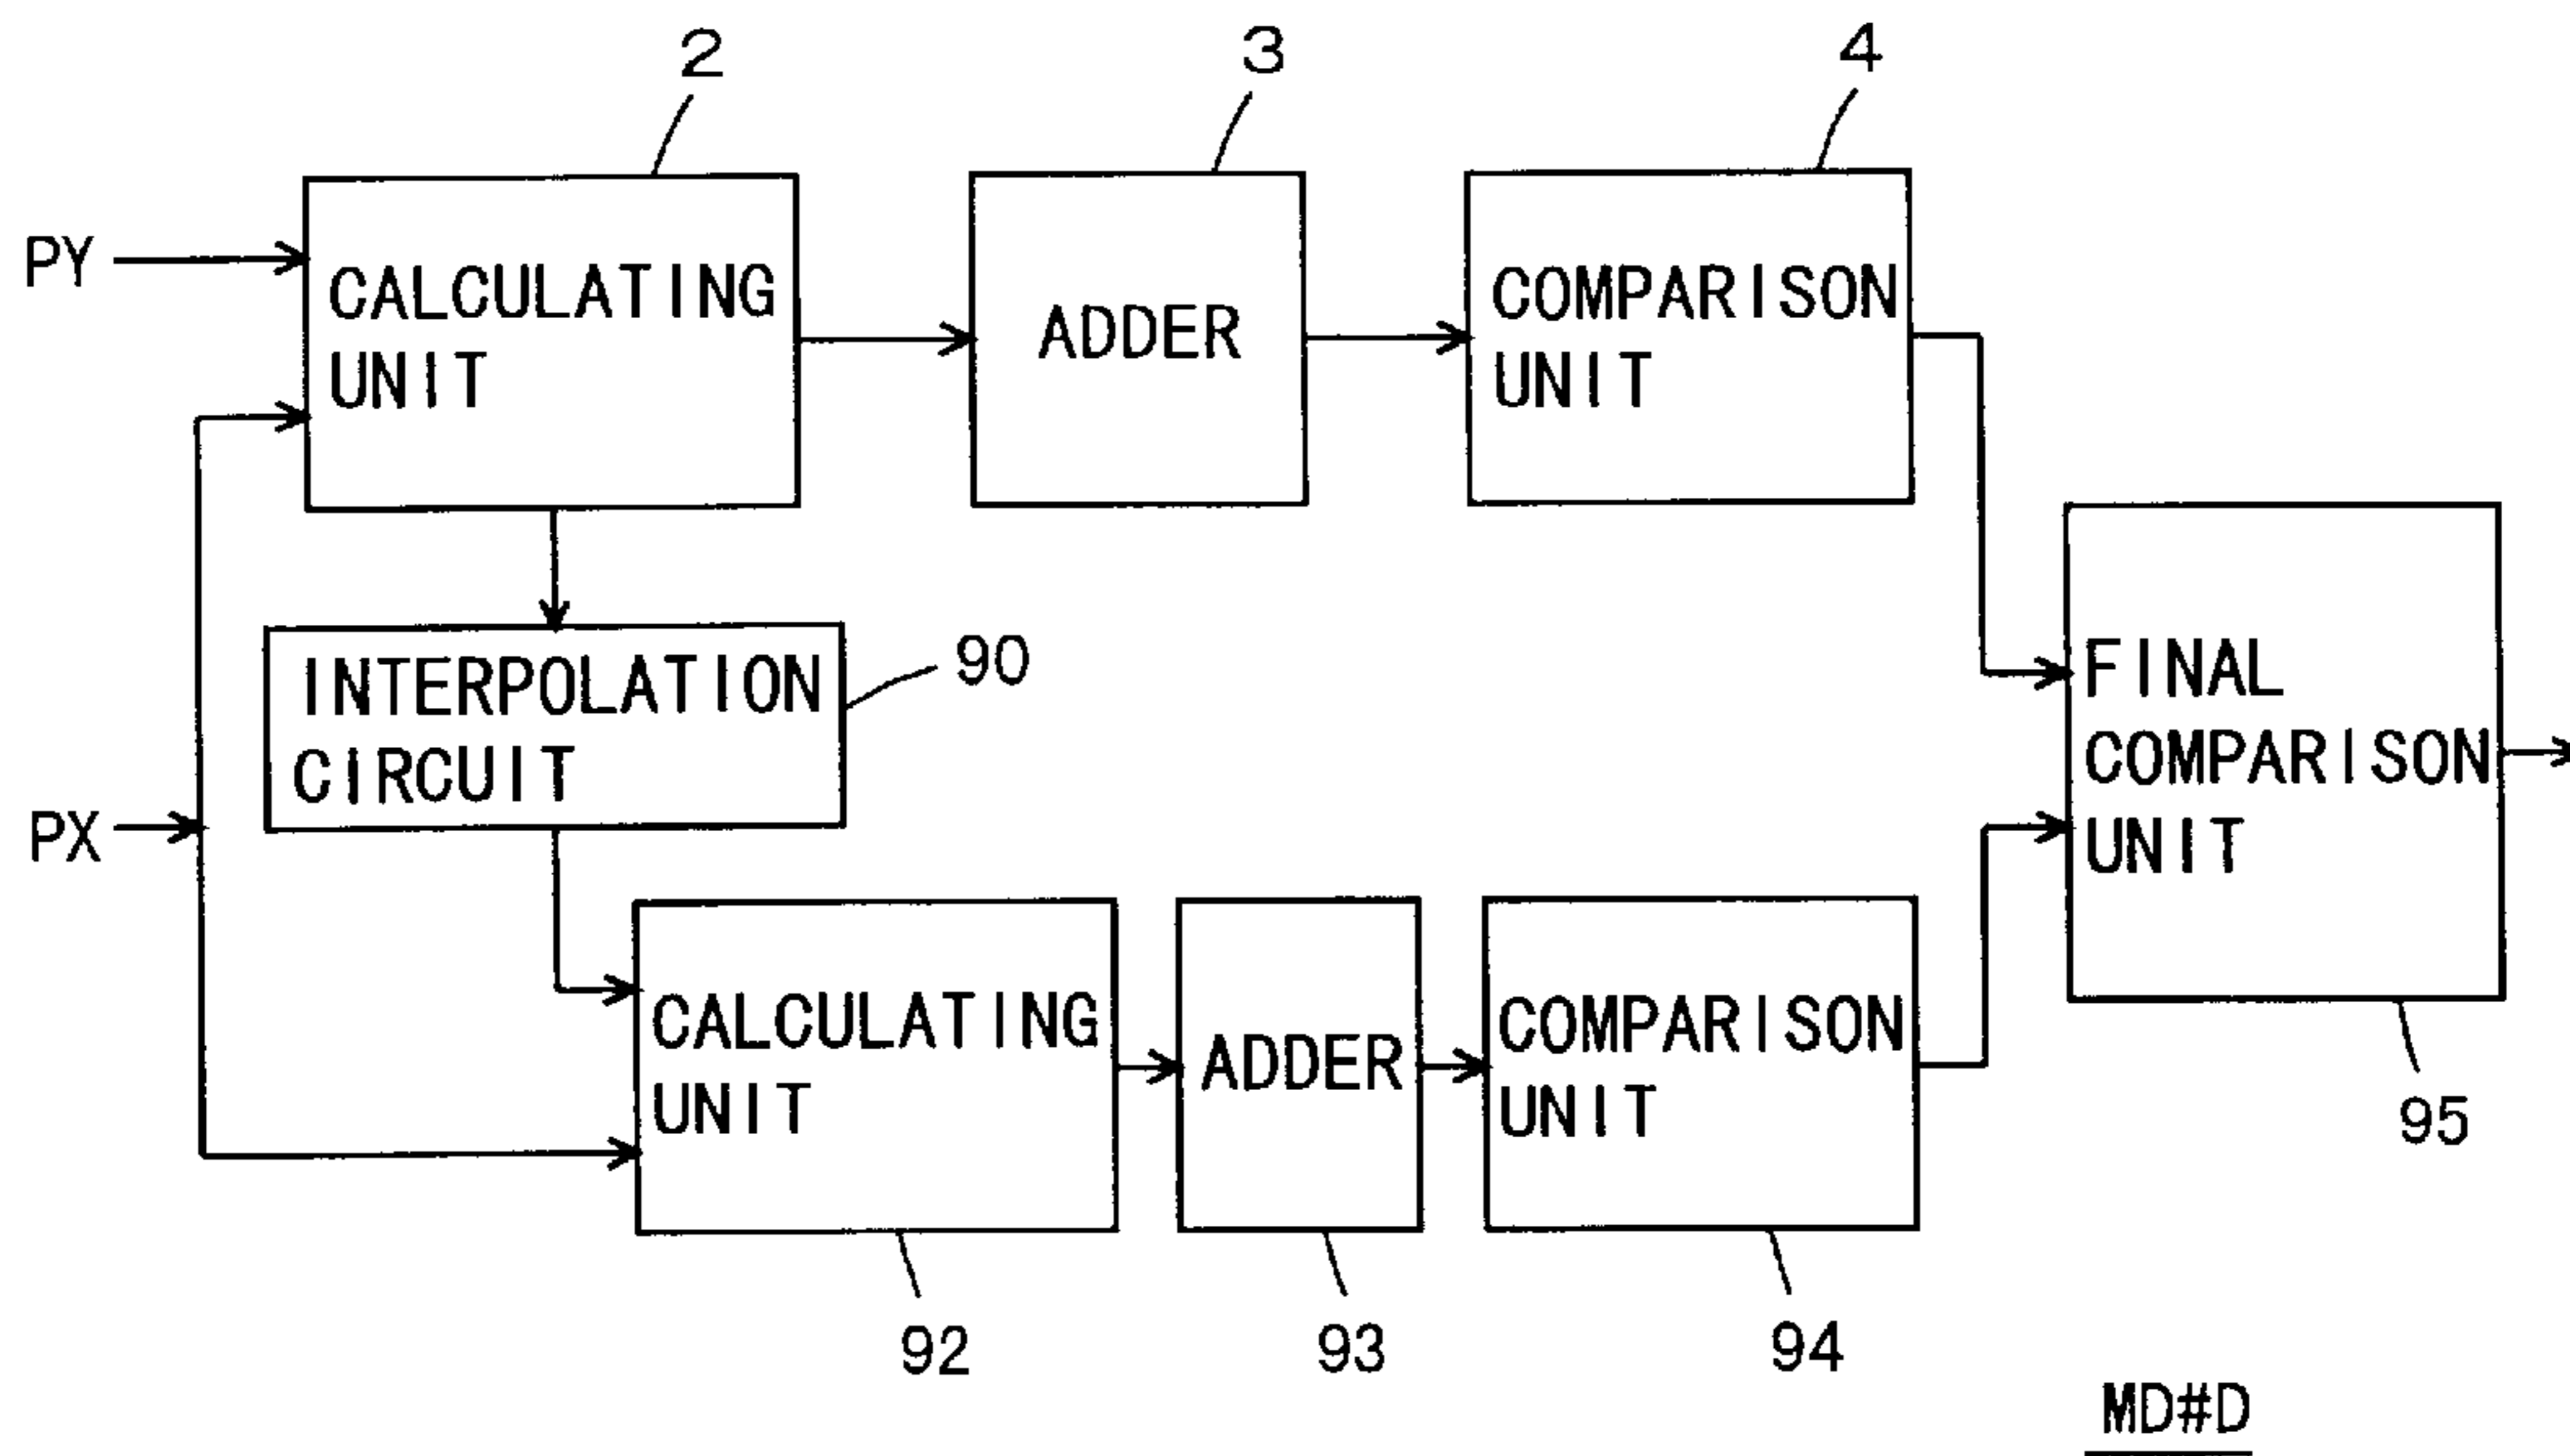 2
3
4
PY
CALCULATING
UNIT
ADDER
COMPARISON
UNIT
INTERPOLATION
CIRCUIT
90
PX
FINAL
COMPARISON
UNIT
CALCULATING
UNIT
ADDER
COMPARISON
UNIT
95
92
93
94
MD#D